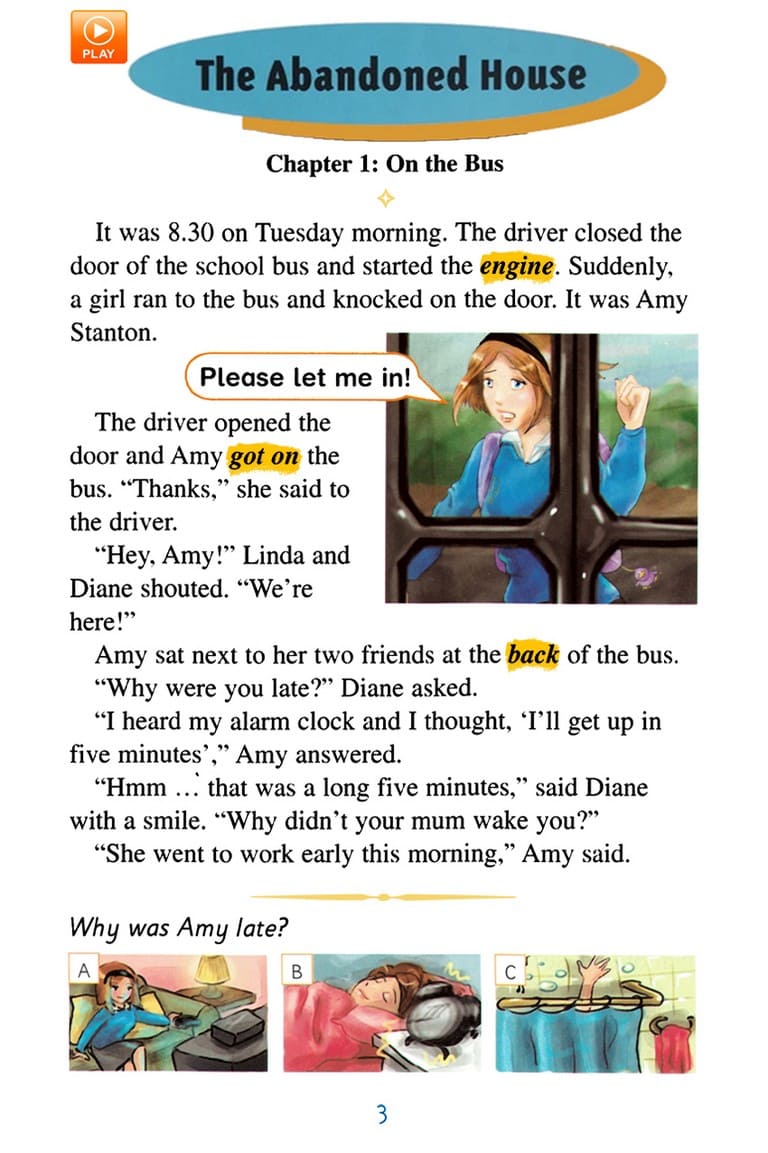 PLAY
The Abandoned House
Chapter 1: On the Bus
It was 8.30 on Tuesday morning. The driver closed the
door of the school bus and started the engine. Suddenly,
a girl ran to the bus and knocked on the door. It was Amy
Stanton.
Please let me in!
The driver opened the
door and Amy got on the
bus. “Thanks,” she said to
the driver.
“Hey, Amy!” Linda and
Diane shouted. “We’re
here!”
Amy sat next to her two friends at the back of the bus.
“Why were you late?” Diane asked.
“I heard my alarm clock and I thought, ‘I’ll get up in
five minutes’,” Amy answered.
“Hmm ... that was a long five minutes,” said Diane
with a smile. “Why didn’t your mum wake you?”
“She went to work early this morning,” Amy said.
Why was Amy late?
A
B
C
3